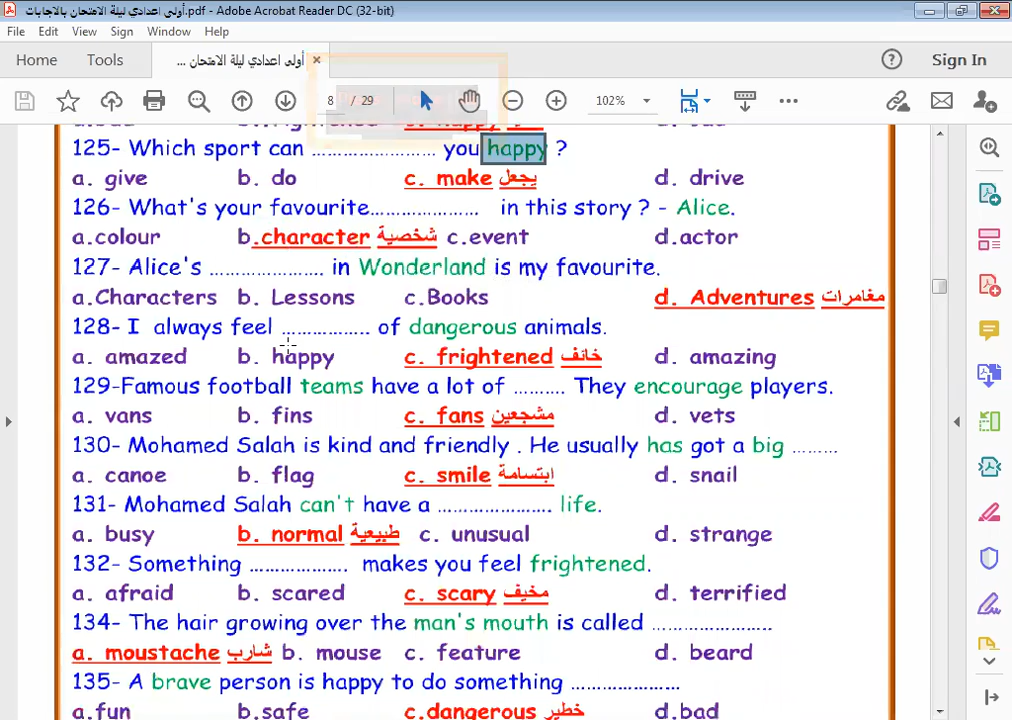 أولى اعدادي ليلة الامتحان بالاجابات.pdf - Adobe Acrobat Reader DC (32-bit)
File Edit View Sign Window Help
Home Tools أولى اعدادي ليلة الامتحان ... Sign In
8 / 29 102%
125- Which sport can ........................ you happy ?
a. give b. do c. make يجعل d. drive
126- What's your favourite..................... in this story ? - Alice.
a.colour b.character شخصية c.event d.actor
127- Alice's ...................... in Wonderland is my favourite.
a.Characters b. Lessons c.Books d. Adventures مغامرات
128- I always feel ................. of dangerous animals.
a. amazed b. happy c. frightened خائف d. amazing
129-Famous football teams have a lot of .......... They encourage players.
a. vans b. fins c. fans مشجعين d. vets
130- Mohamed Salah is kind and friendly . He usually has got a big .........
a. canoe b. flag c. smile ابتسامة d. snail
131- Mohamed Salah can't have a ...................... life.
a. busy b. normal طبيعية c. unusual d. strange
132- Something ................... makes you feel frightened.
a. afraid b. scared c. scary مخيف d. terrified
134- The hair growing over the man's mouth is called .......................
a. moustache شارب b. mouse c. feature d. beard
135- A brave person is happy to do something .....................
a.fun b.safe c.dangerous خطير d.bad